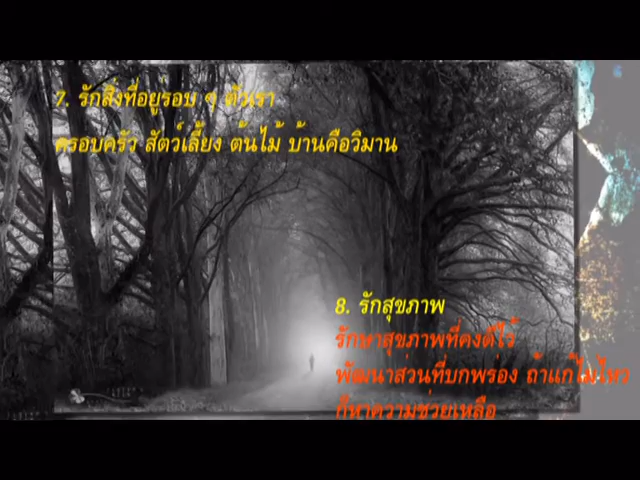 7. รักสิ่งที่อยู่รอบ ๆ ตัวเรา
ครอบครัว สัตว์เลี้ยง ต้นไม้ บ้านคือวิมาน
8. รักสุขภาพ
รักษาสุขภาพที่คงดีไว้
พัฒนาส่วนที่บกพร่อง ถ้าแก้ไม่ไหว
ก็หาความช่วยเหลือ